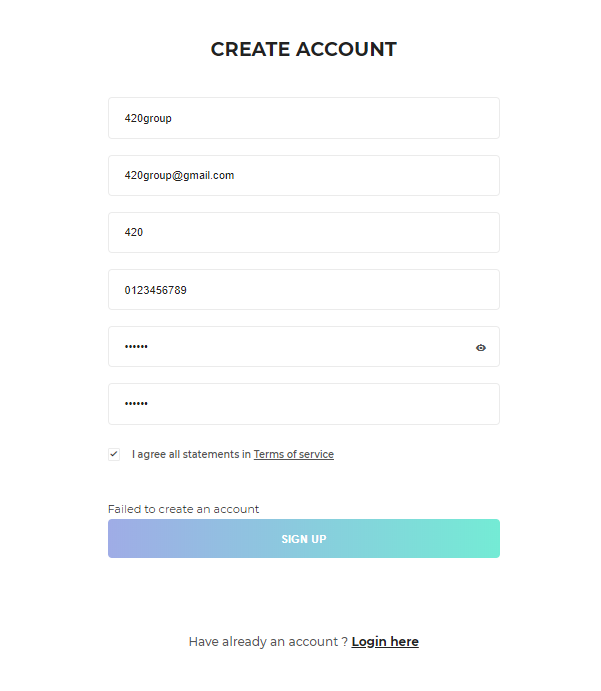 CREATE ACCOUNT
420group
420group@gmail.com
420
0123456789
••••••
••••••
I agree all statements in Terms of service
Failed to create an account
SIGN UP
Have already an account ? Login here